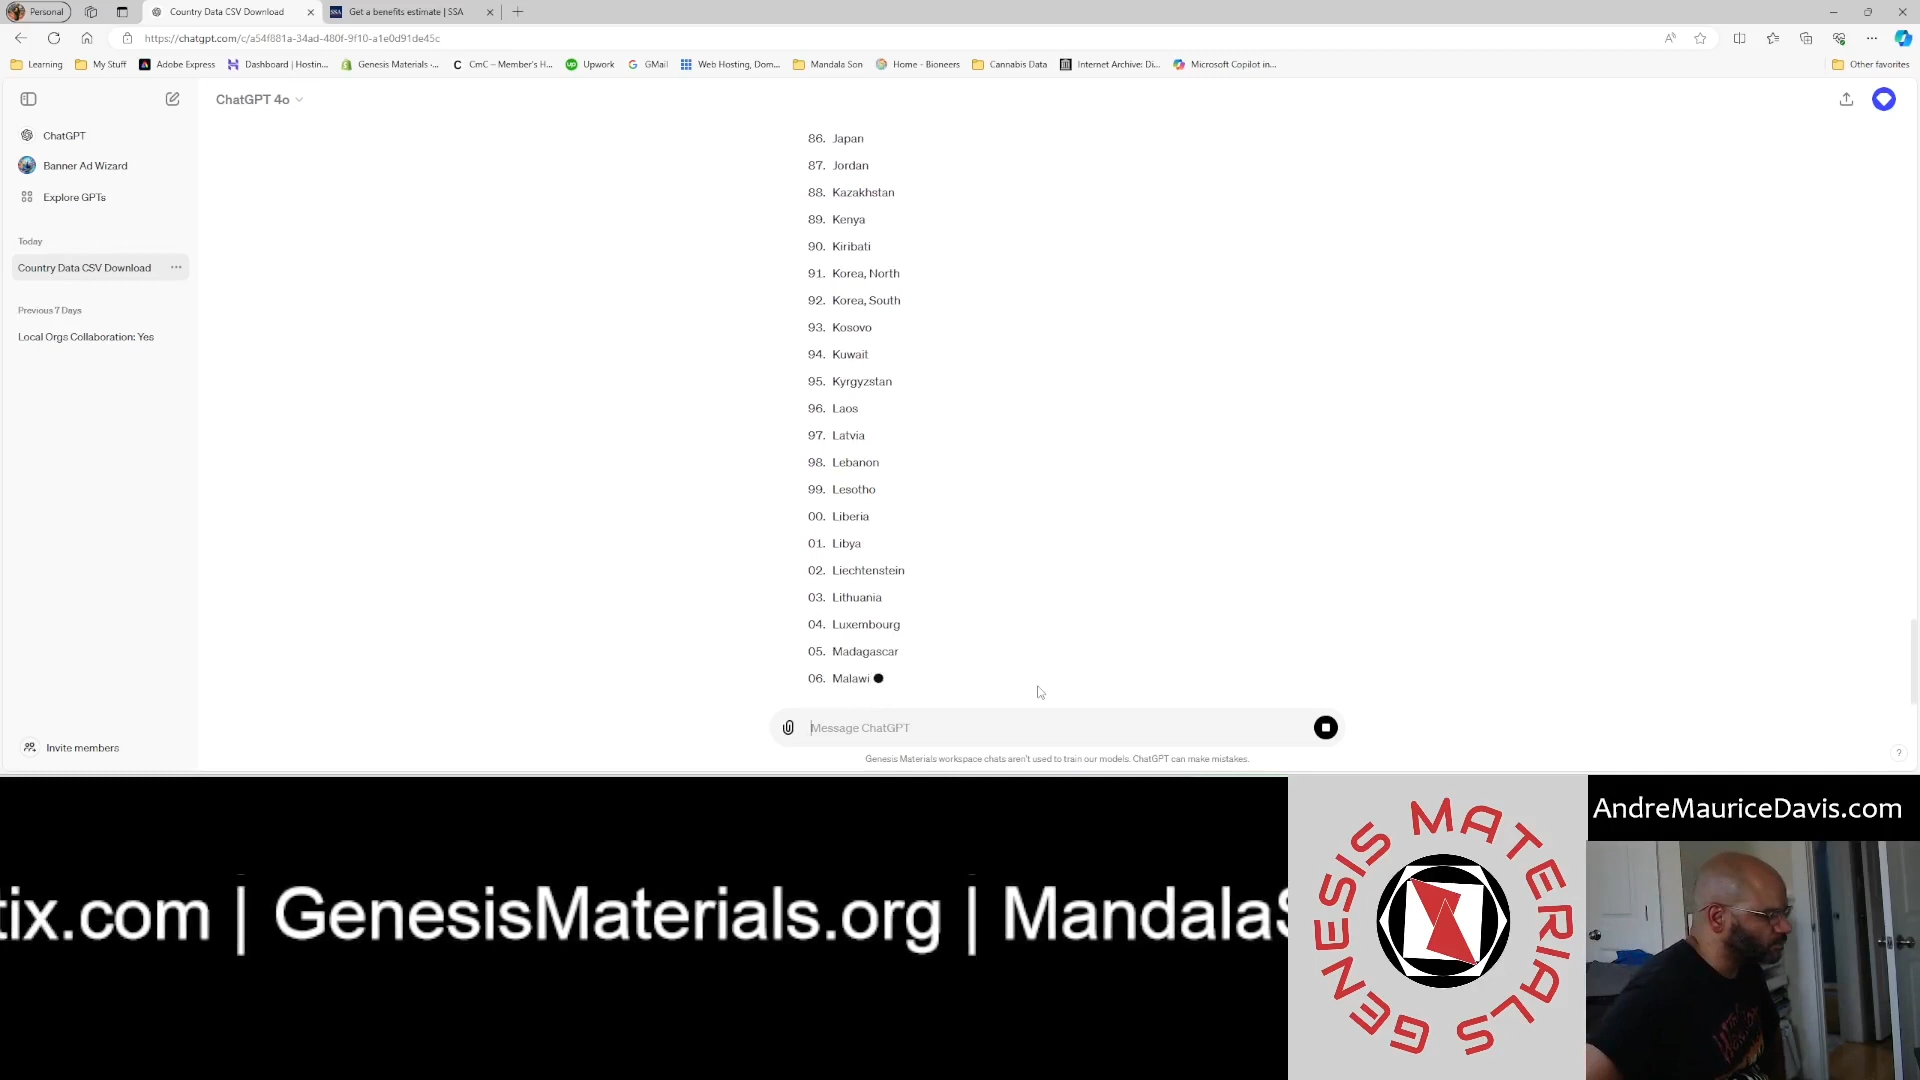 Personal
Country Data CSV Download
SSA
Get a benefits estimate | SSA
https://chatgpt.com/c/a54f881a-34ad-480f-9f10-a1e0d91de45c
Learning
My Stuff
Adobe Express
Dashboard | Hostin...
Genesis Materials ·...
CmC – Member's H...
Upwork
GMail
Web Hosting, Dom...
Mandala Son
Home - Bioneers
Cannabis Data
Internet Archive: Di...
Microsoft Copilot in...
Other favorites
ChatGPT 4o
ChatGPT
Banner Ad Wizard
Explore GPTs
Today
Country Data CSV Download
Previous 7 Days
Local Orgs Collaboration: Yes
Invite members
86. Japan
87. Jordan
88. Kazakhstan
89. Kenya
90. Kiribati
91. Korea, North
92. Korea, South
93. Kosovo
94. Kuwait
95. Kyrgyzstan
96. Laos
97. Latvia
98. Lebanon
99. Lesotho
00. Liberia
01. Libya
02. Liechtenstein
03. Lithuania
04. Luxembourg
05. Madagascar
06. Malawi
Message ChatGPT
Genesis Materials workspace chats aren't used to train our models. ChatGPT can make mistakes.
?
tix.com | GenesisMaterials.org | MandalaS
GENESIS MATERIALS
AndreMauriceDavis.com